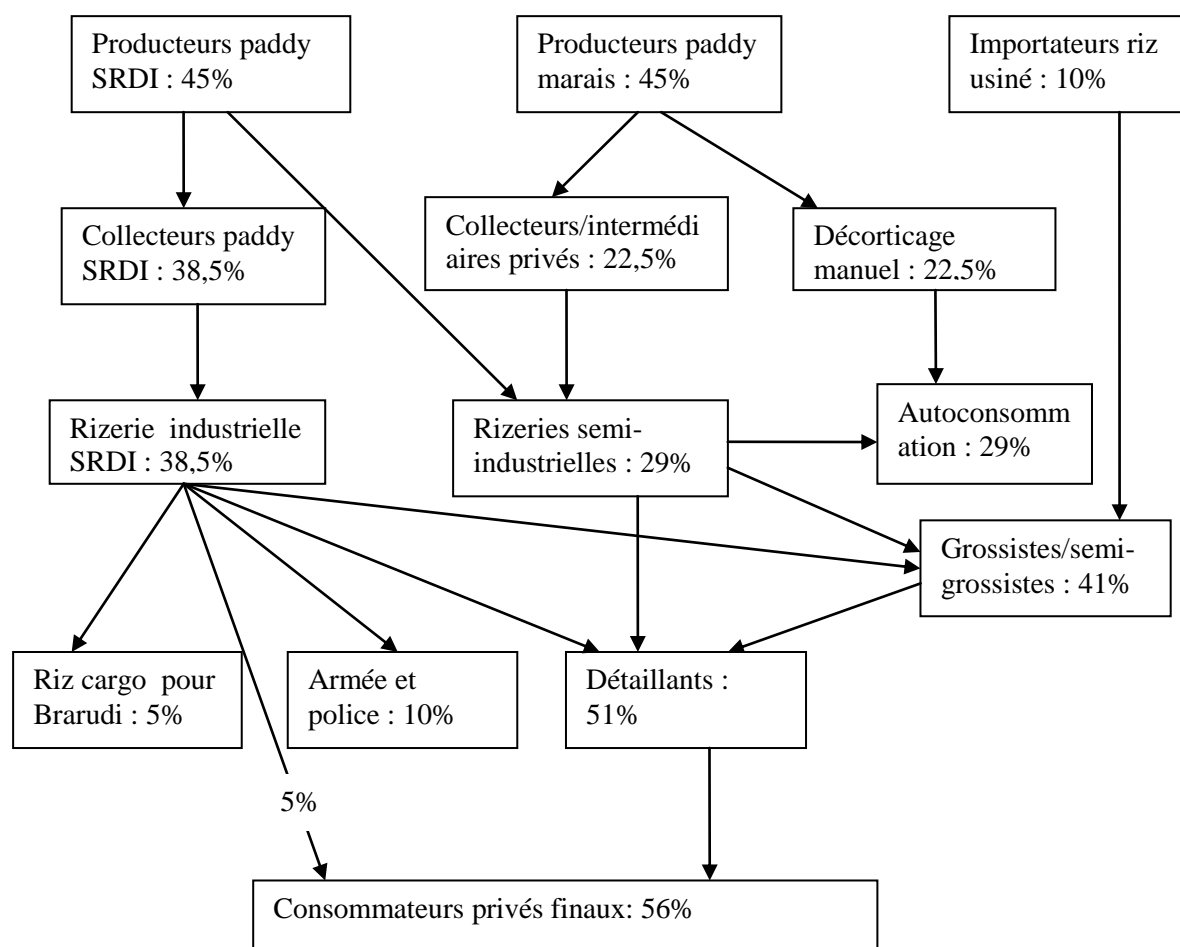 Producteurs paddy
SRDI : 45%
Producteurs paddy
marais : 45%
Importateurs riz
usiné : 10%
Collecteurs paddy
SRDI : 38,5%
Collecteurs/intermédi
aires privés : 22,5%
Décorticage
manuel : 22,5%
Rizerie industrielle
SRDI : 38,5%
Rizeries semi-
industrielles : 29%
Autoconsomm
ation : 29%
Grossistes/semi-
grossistes : 41%
Riz cargo pour
Brarudi : 5%
Armée et
police : 10%
Détaillants :
51%
5%
Consommateurs privés finaux: 56%